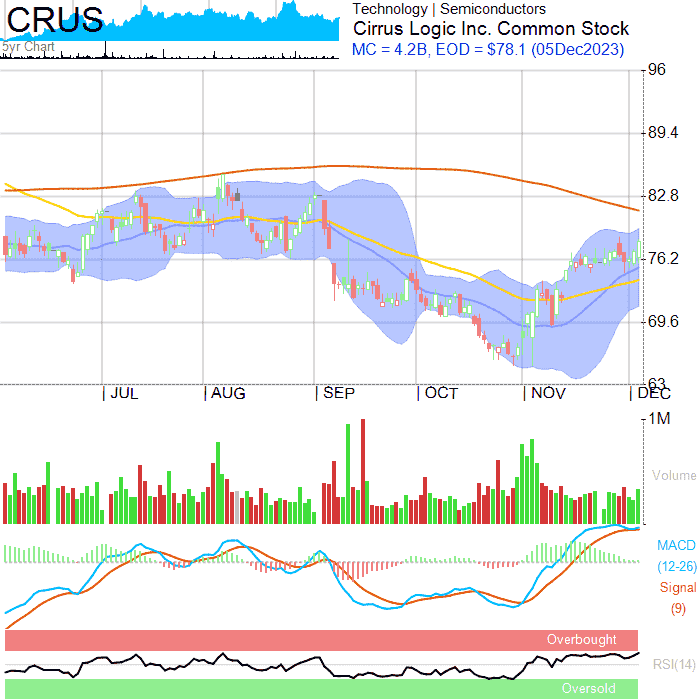 CRUS
5yr Chart
Technology | Semiconductors
Cirrus Logic Inc. Common Stock
MC = 4.2B, EOD = $78.1 (05Dec2023)
96
89.4
82.8
76.2
69.6
63
JUL AUG SEP OCT NOV DEC
1M
Volume
MACD
(12-26)
Signal
(9)
Overbought
RSI(14)
Oversold